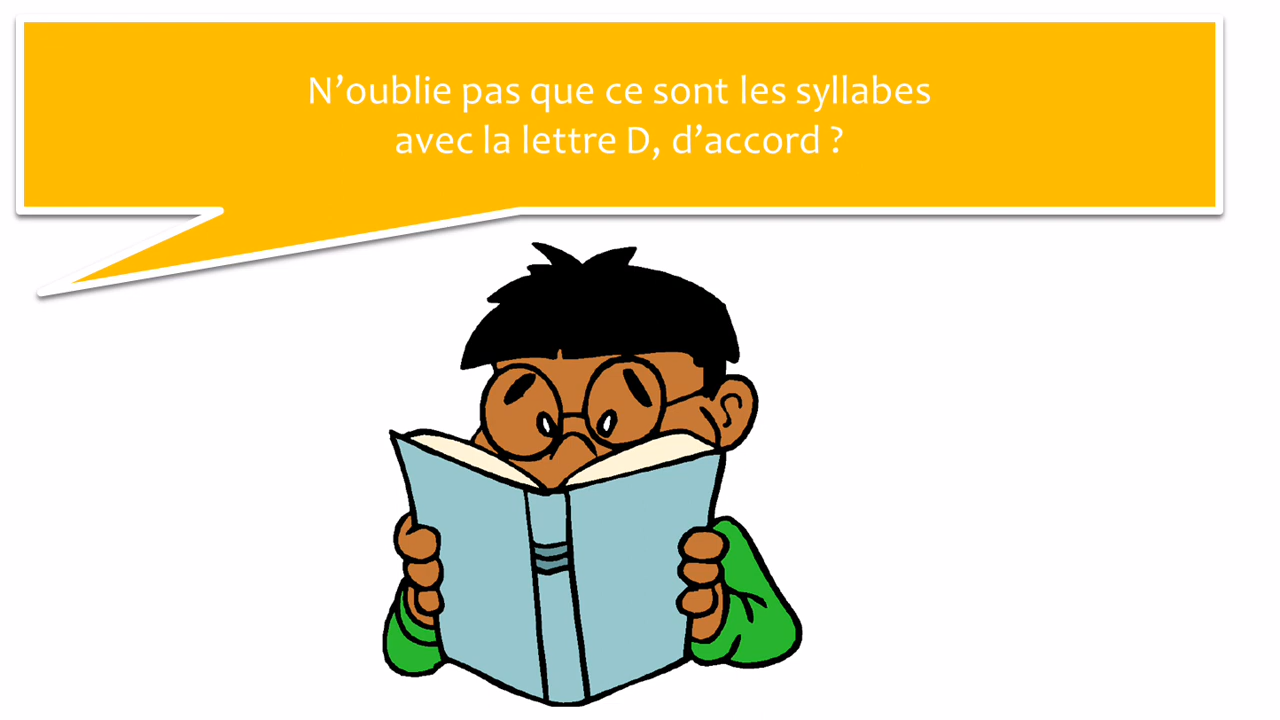 N’oublie pas que ce sont les syllabes
avec la lettre D, d’accord ?